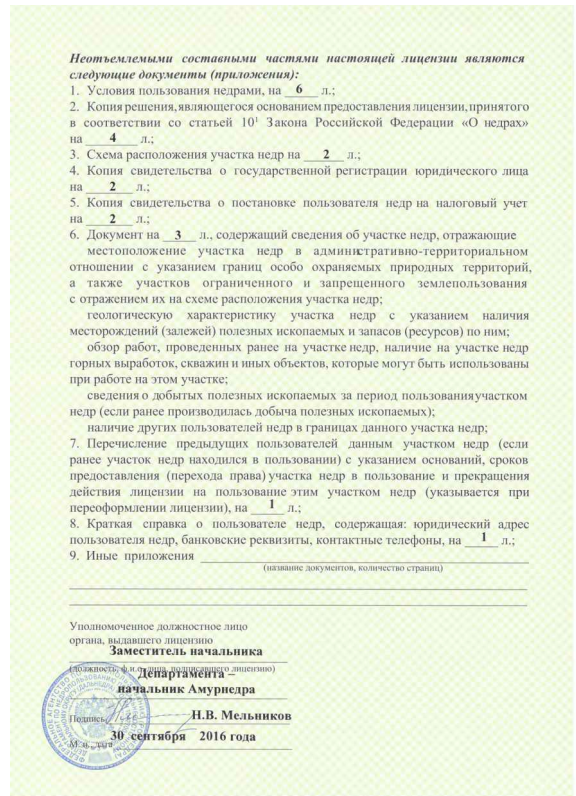 Неотъемлемыми составными частями настоящей лицензии являются
следующие документы (приложения):
1. Условия пользования недрами, на 6 л.;
2. Копия решения, являющегося основанием предоставления лицензии, принятого
в соответствии со статьей 10¹ Закона Российской Федерации «О недрах»
на 4 л.;
3. Схема расположения участка недр на 2 л.;
4. Копия свидетельства о государственной регистрации юридического лица
на 2 л.;
5. Копия свидетельства о постановке пользователя недр на налоговый учет
на 2 л.;
6. Документ на 3 л., содержащий сведения об участке недр, отражающие
местоположение участка недр в административно-территориальном
отношении с указанием границ особо охраняемых природных территорий,
а также участков ограниченного и запрещенного землепользования
с отражением их на схеме расположения участка недр;
геологическую характеристику участка недр с указанием наличия
месторождений (залежей) полезных ископаемых и запасов (ресурсов) по ним;
обзор работ, проведенных ранее на участке недр, наличие на участке недр
горных выработок, скважин и иных объектов, которые могут быть использованы
при работе на этом участке;
сведения о добытых полезных ископаемых за период пользования участком
недр (если ранее производилась добыча полезных ископаемых);
наличие других пользователей недр в границах данного участка недр;
7. Перечисление предыдущих пользователей данным участком недр (если
ранее участок недр находился в пользовании) с указанием оснований, сроков
предоставления (перехода права) участка недр в пользование и прекращения
действия лицензии на пользование этим участком недр (указывается при
переоформлении лицензии), на 1 л.;
8. Краткая справка о пользователе недр, содержащая: юридический адрес
пользователя недр, банковские реквизиты, контактные телефоны, на 1 л.;
9. Иные приложения
(название документов, количество страниц)
Уполномоченное должностное лицо
органа, выдавшего лицензию
Заместитель начальника
(должность, ф.и.о. лица, подписавшего лицензию)
Департамента –
начальник Амурнедра
Подпись Н.В. Мельников
30 сентября 2016 года
М.п., дата